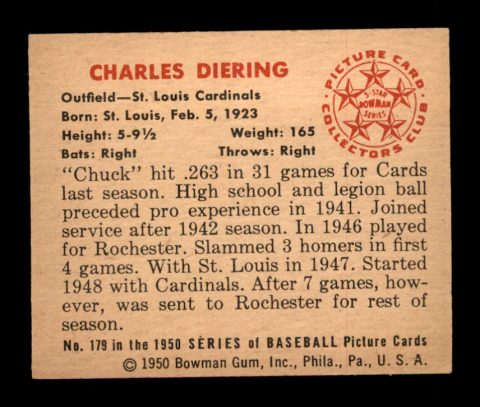 CHARLES DIERING
Outfield—St. Louis Cardinals
Born: St. Louis, Feb. 5, 1923
Height: 5-9½ Weight: 165
Bats: Right Throws: Right
PICTURE CARD
COLLECTORS CLUB
5-STAR
BOWMAN
SERIES
"Chuck" hit .263 in 31 games for Cards
last season. High school and legion ball
preceded pro experience in 1941. Joined
service after 1942 season. In 1946 played
for Rochester. Slammed 3 homers in first
4 games. With St. Louis in 1947. Started
1948 with Cardinals. After 7 games, how-
ever, was sent to Rochester for rest of
season.
No. 179 in the 1950 SERIES of BASEBALL Picture Cards
© 1950 Bowman Gum, Inc., Phila., Pa., U. S. A.